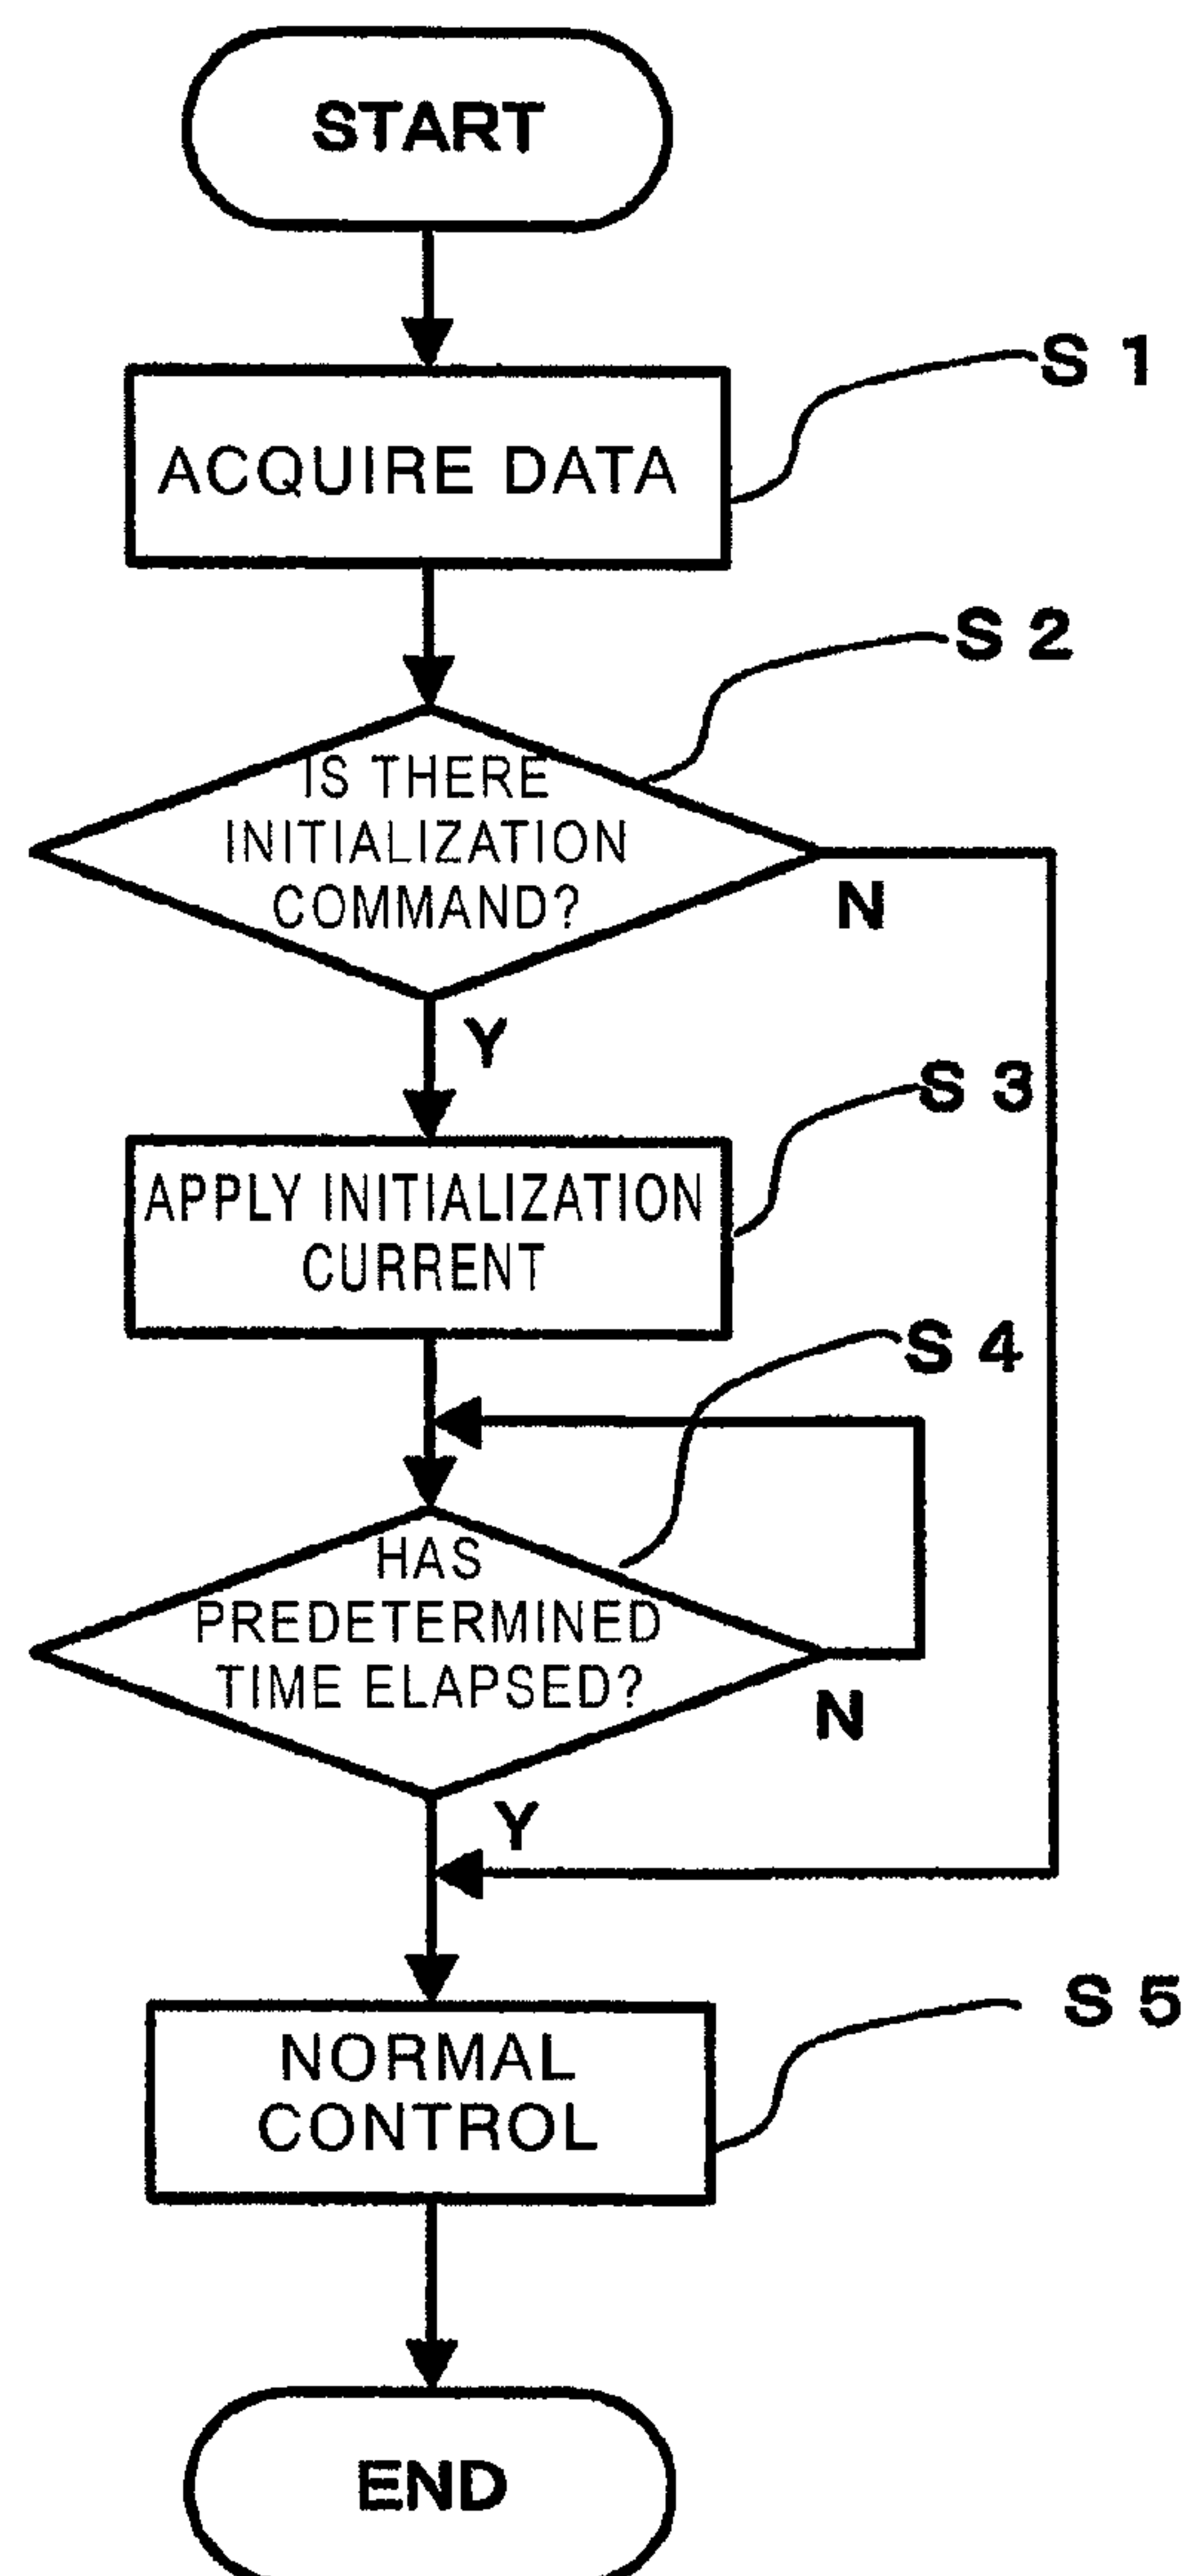 START
S 1
ACQUIRE DATA
S 2
IS THERE
INITIALIZATION
COMMAND?
N
Y
S 3
APPLY INITIALIZATION
CURRENT
S 4
HAS
PREDETERMINED
TIME ELAPSED?
N
Y
S 5
NORMAL
CONTROL
END